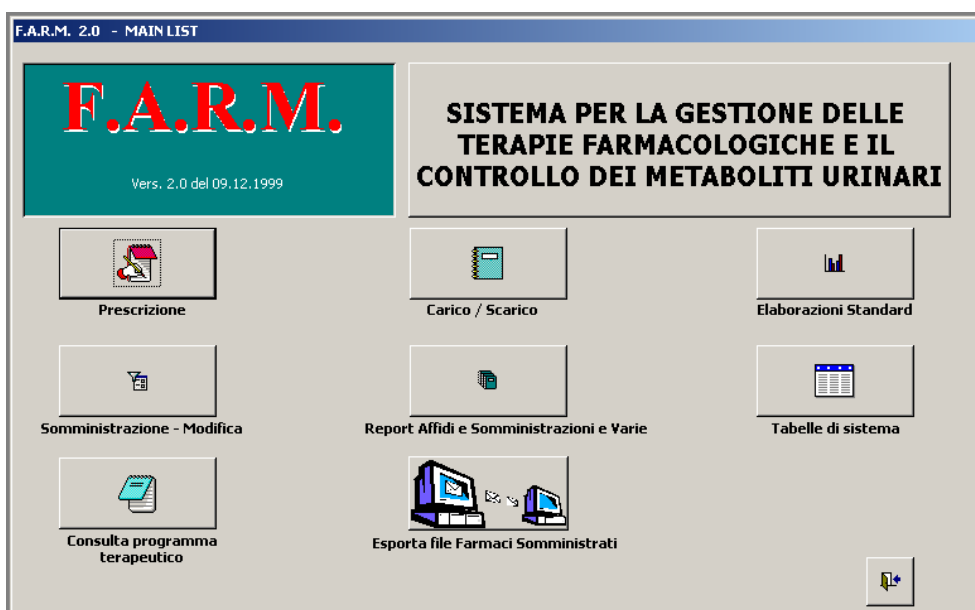 F.A.R.M. 2.0 - MAIN LIST
F.A.R.M.
Vers. 2.0 del 09.12.1999
SISTEMA PER LA GESTIONE DELLE
TERAPIE FARMACOLOGICHE E IL
CONTROLLO DEI METABOLITI URINARI
Prescrizione
Carico / Scarico
Elaborazioni Standard
Somministrazione - Modifica
Report Affidi e Somministrazioni e Varie
Tabelle di sistema
Consulta programma
terapeutico
Esporta file Farmaci Somministrati